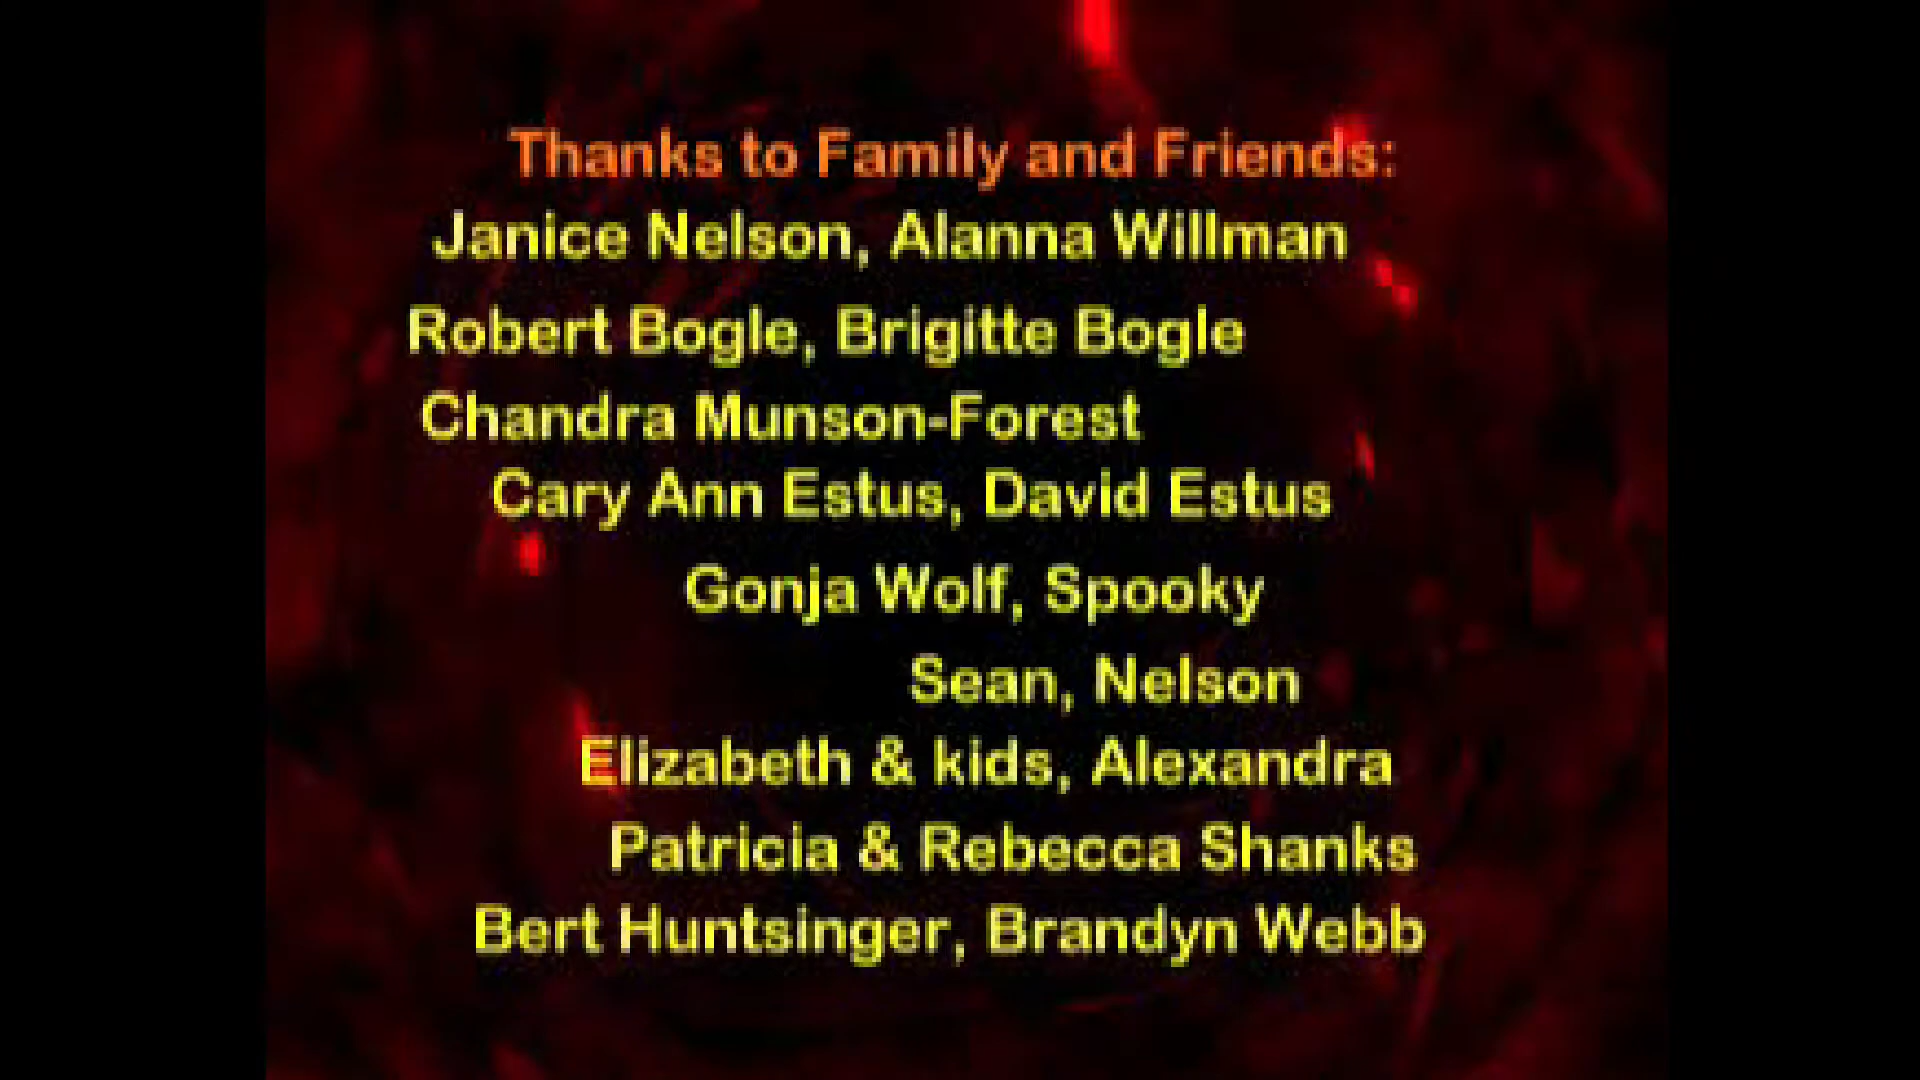 Thanks to Family and Friends:
Janice Nelson, Alanna Willman
Robert Bogle, Brigitte Bogle
Chandra Munson-Forest
Cary Ann Estus, David Estus
Gonja Wolf, Spooky
Sean, Nelson
Elizabeth & kids, Alexandra
Patricia & Rebecca Shanks
Bert Huntsinger, Brandyn Webb